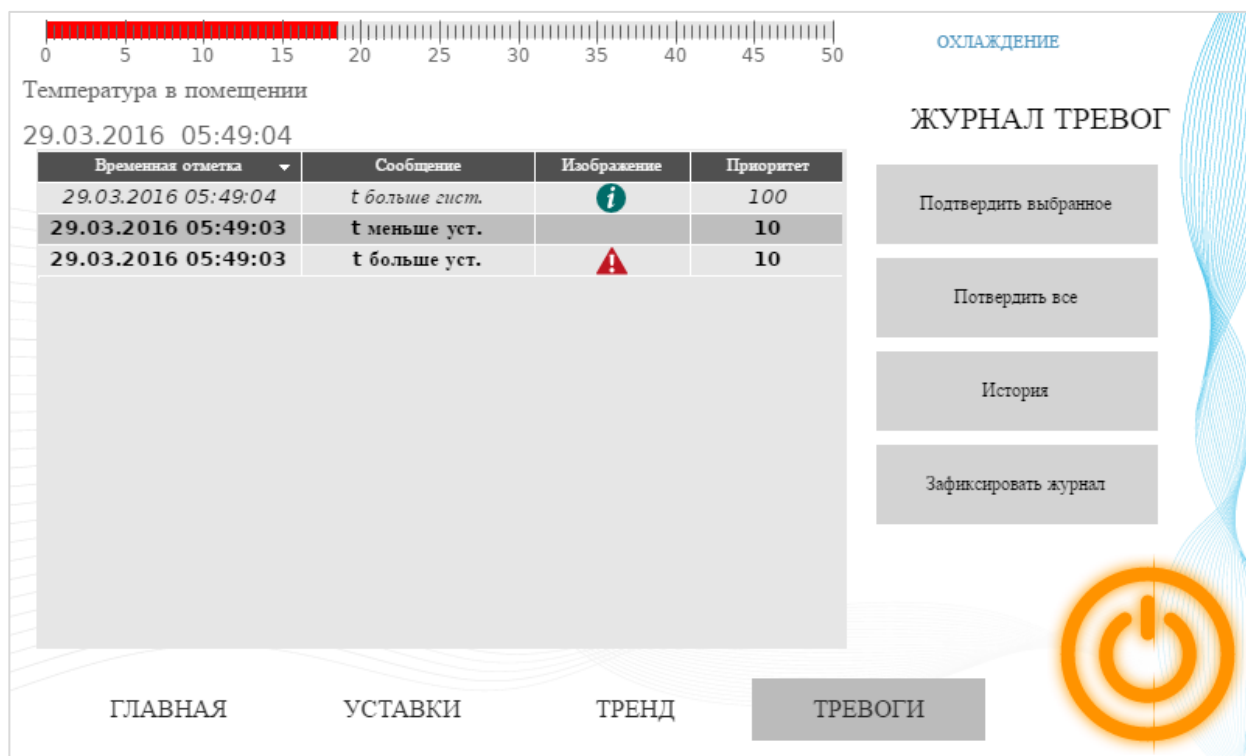 0 5 10 15 20 25 30 35 40 45 50
ОХЛАЖДЕНИЕ
Температура в помещении
29.03.2016 05:49:04
ЖУРНАЛ ТРЕВОГ
Временная отметка Сообщение Изображение Приоритет
29.03.2016 05:49:04 t больше гист. i 100
29.03.2016 05:49:03 t меньше уст. 10
29.03.2016 05:49:03 t больше уст. ! 10
Подтвердить выбранное
Потвердить все
История
Зафиксировать журнал
ГЛАВНАЯ УСТАВКИ ТРЕНД ТРЕВОГИ